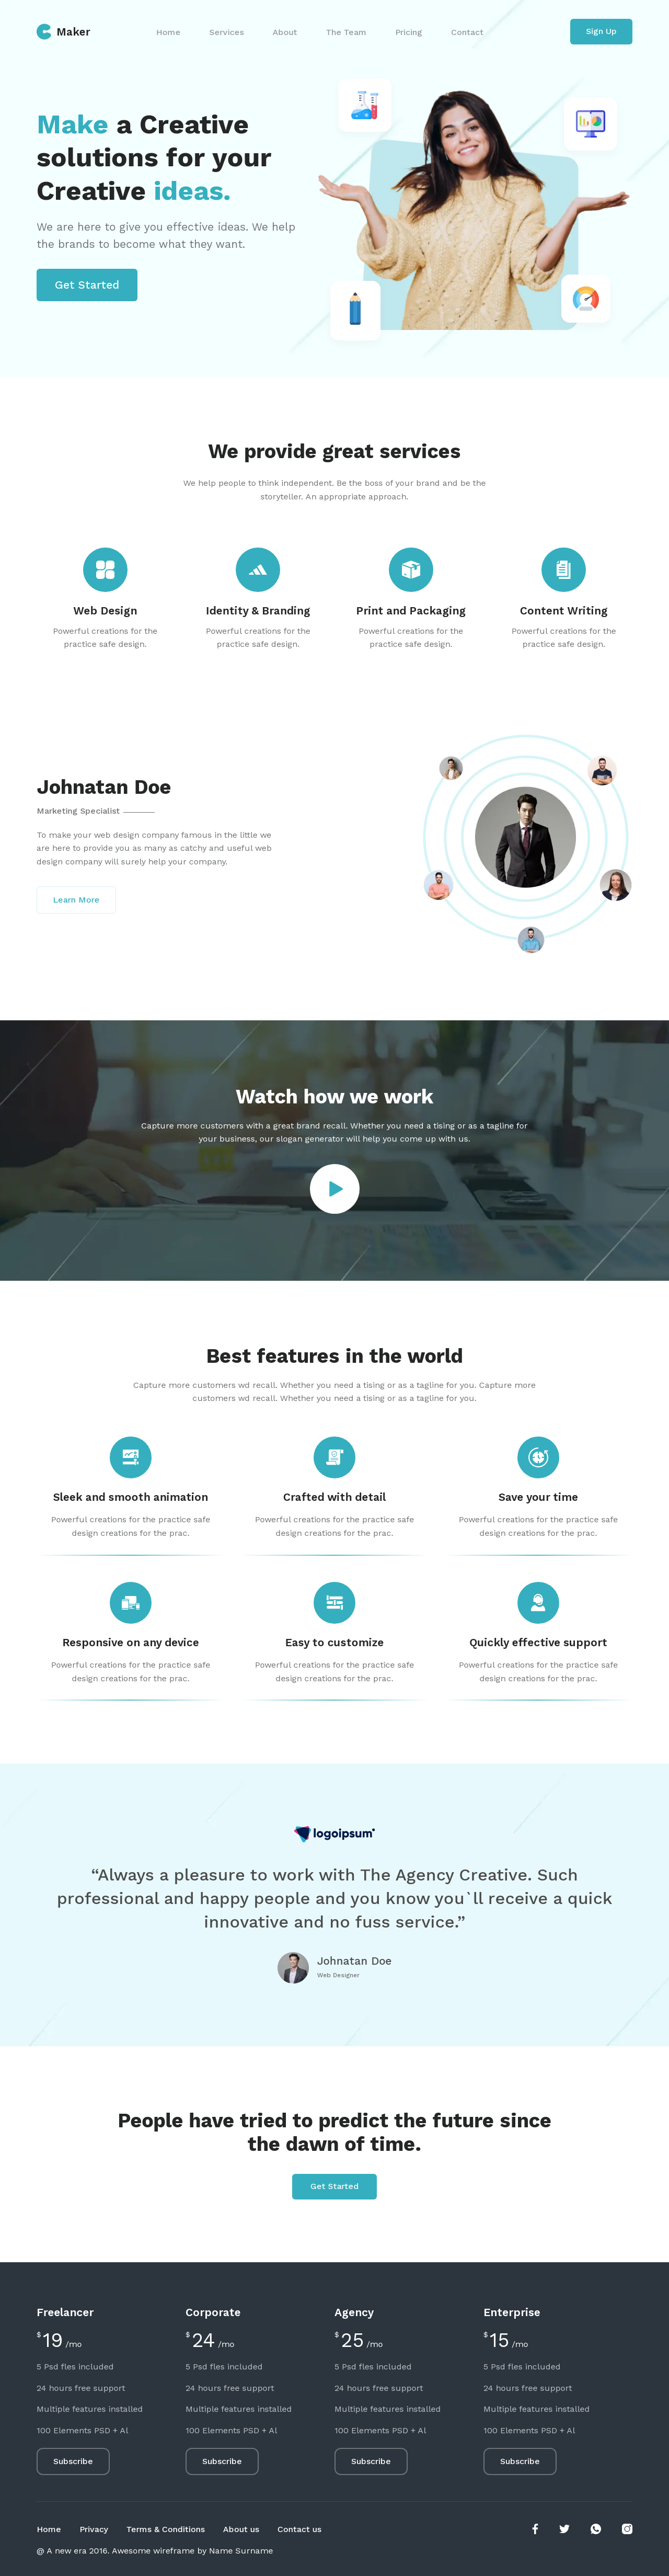 Maker
Home
Services
About
The Team
Pricing
Contact
Sign Up
Make a Creative
solutions for your
Creative ideas.
We are here to give you effective ideas. We help
the brands to become what they want.
Get Started
We provide great services
We help people to think independent. Be the boss of your brand and be the
storyteller. An appropriate approach.
Web Design
Powerful creations for the
practice safe design.
Identity & Branding
Powerful creations for the
practice safe design.
Print and Packaging
Powerful creations for the
practice safe design.
Content Writing
Powerful creations for the
practice safe design.
Johnatan Doe
Marketing Specialist
To make your web design company famous in the little we
are here to provide you as many as catchy and useful web
design company will surely help your company.
Learn More
Watch how we work
Capture more customers with a great brand recall. Whether you need a tising or as a tagline for
your business, our slogan generator will help you come up with us.
Best features in the world
Capture more customers wd recall. Whether you need a tising or as a tagline for you. Capture more
customers wd recall. Whether you need a tising or as a tagline for you.
Sleek and smooth animation
Powerful creations for the practice safe
design creations for the prac.
Crafted with detail
Powerful creations for the practice safe
design creations for the prac.
Save your time
Powerful creations for the practice safe
design creations for the prac.
Responsive on any device
Powerful creations for the practice safe
design creations for the prac.
Easy to customize
Powerful creations for the practice safe
design creations for the prac.
Quickly effective support
Powerful creations for the practice safe
design creations for the prac.
logoipsum
“Always a pleasure to work with The Agency Creative. Such
professional and happy people and you know you`ll receive a quick
innovative and no fuss service.”
Johnatan Doe
Web Designer
People have tried to predict the future since
the dawn of time.
Get Started
Freelancer
$19 /mo
5 Psd fles included
24 hours free support
Multiple features installed
100 Elements PSD + Al
Subscribe
Corporate
$24 /mo
5 Psd fles included
24 hours free support
Multiple features installed
100 Elements PSD + Al
Subscribe
Agency
$25 /mo
5 Psd fles included
24 hours free support
Multiple features installed
100 Elements PSD + Al
Subscribe
Enterprise
$15 /mo
5 Psd fles included
24 hours free support
Multiple features installed
100 Elements PSD + Al
Subscribe
Home
Privacy
Terms & Conditions
About us
Contact us
@ A new era 2016. Awesome wireframe by Name Surname